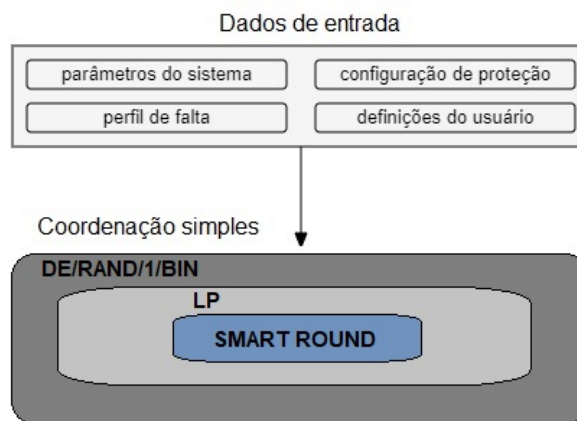 Dados de entrada
parâmetros do sistema
configuração de proteção
perfil de falta
definições do usuário
Coordenação simples
DE/RAND/1/BIN
LP
SMART ROUND